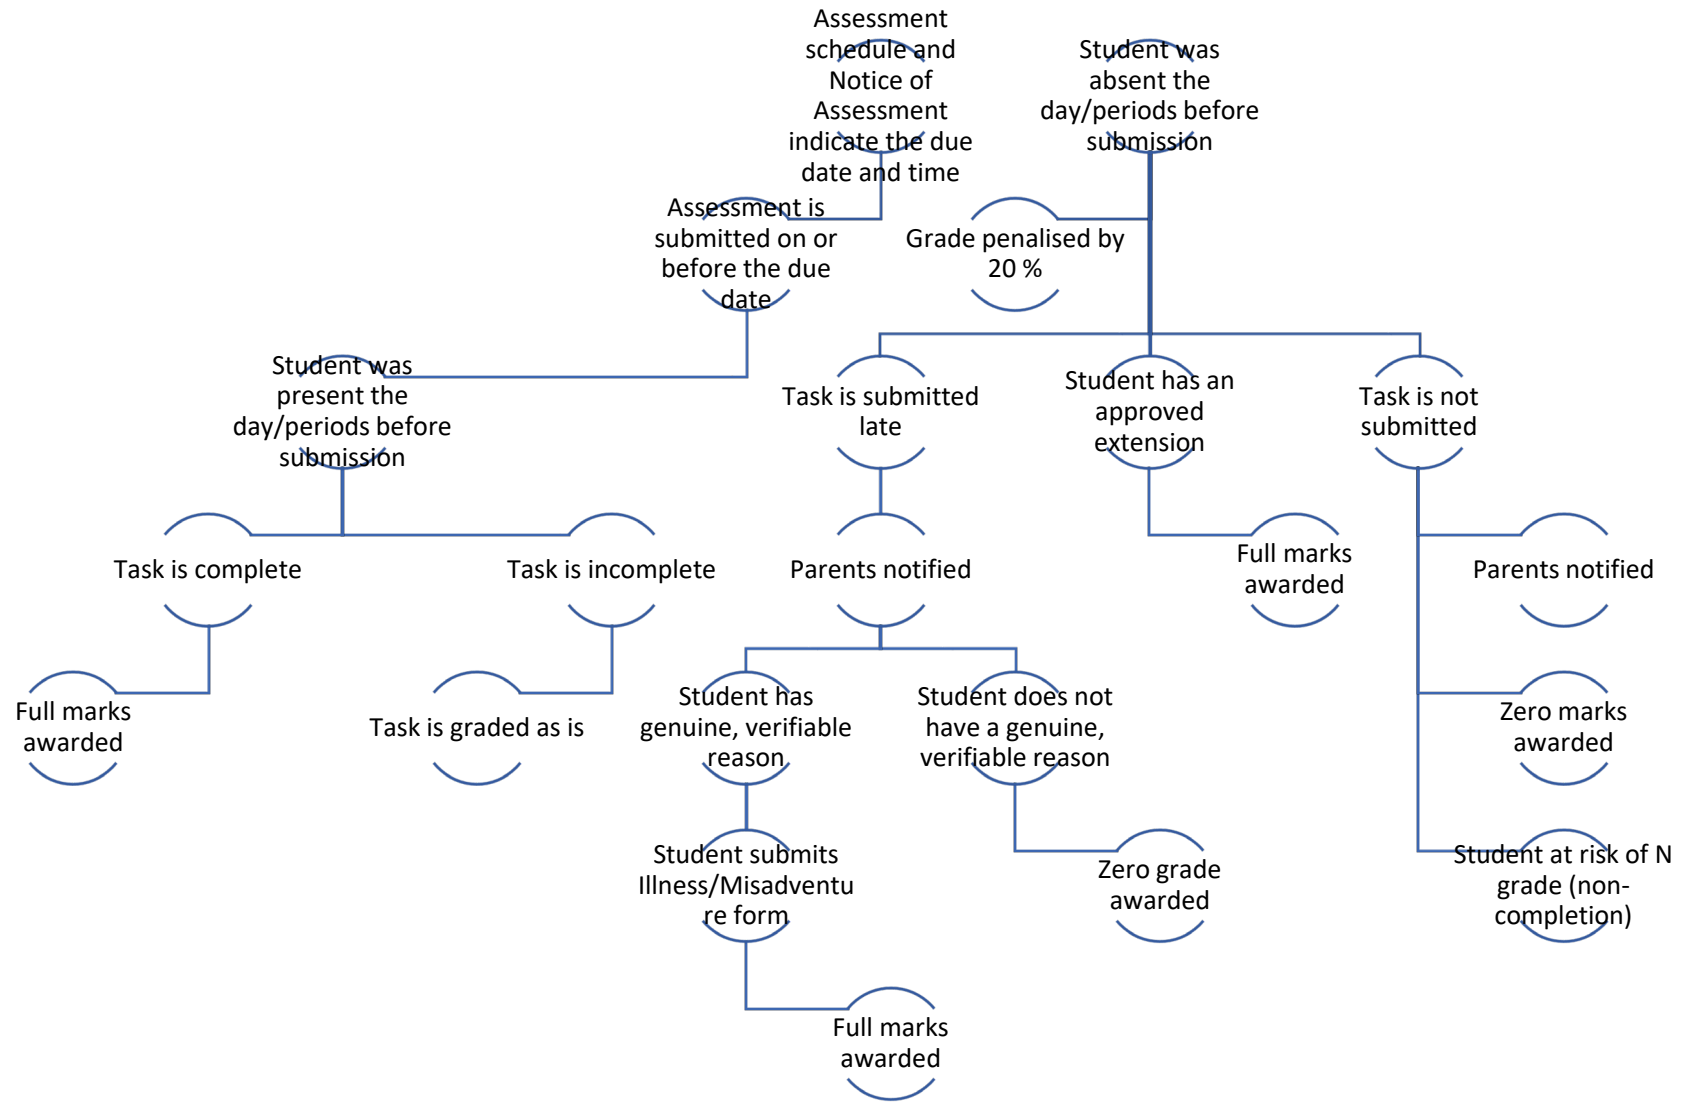 Assessment
schedule and
Notice of
Assessment
indicate the due
date and time
Student was
absent the
day/periods before
submission
Assessment is
submitted on or
before the due
date
Grade penalised by
20 %
Student was
present the
day/periods before
submission
Task is submitted
late
Student has an
approved
extension
Task is not
submitted
Task is complete
Task is incomplete
Parents notified
Full marks
awarded
Parents notified
Full marks
awarded
Task is graded as is
Student has
genuine, verifiable
reason
Student does not
have a genuine,
verifiable reason
Zero marks
awarded
Student submits
Illness/Misadventu
re form
Zero grade
awarded
Student at risk of N
grade (non-
completion)
Full marks
awarded